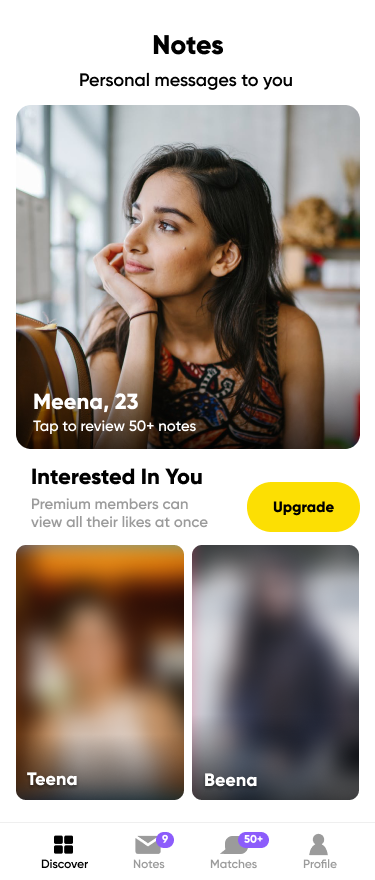 Notes
Personal messages to you
Meena, 23
Tap to review 50+ notes
Interested In You
Premium members can
view all their likes at once
Upgrade
Teena
Beena
9
50+
Discover
Notes
Matches
Profile